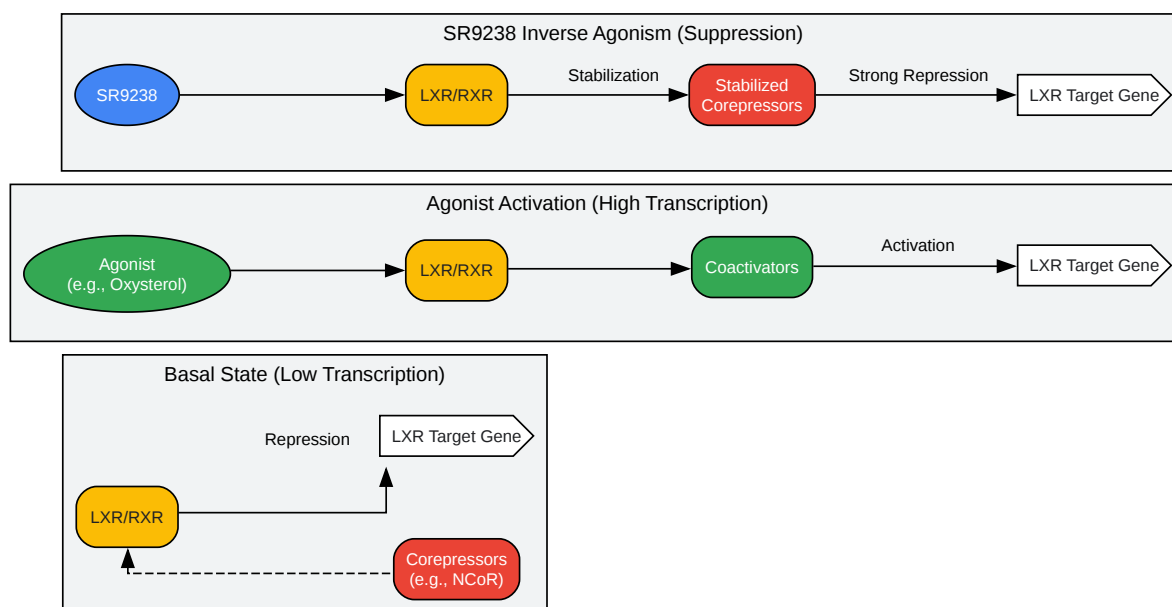 SR9238 Inverse Agonism (Suppression)
SR9238
LXR/RXR
Stabilization
Stabilized
Corepressors
Strong Repression
LXR Target Gene
Agonist Activation (High Transcription)
Agonist
(e.g., Oxysterol)
LXR/RXR
Coactivators
Activation
LXR Target Gene
Basal State (Low Transcription)
Repression
LXR Target Gene
LXR/RXR
Corepressors
(e.g., NCoR)